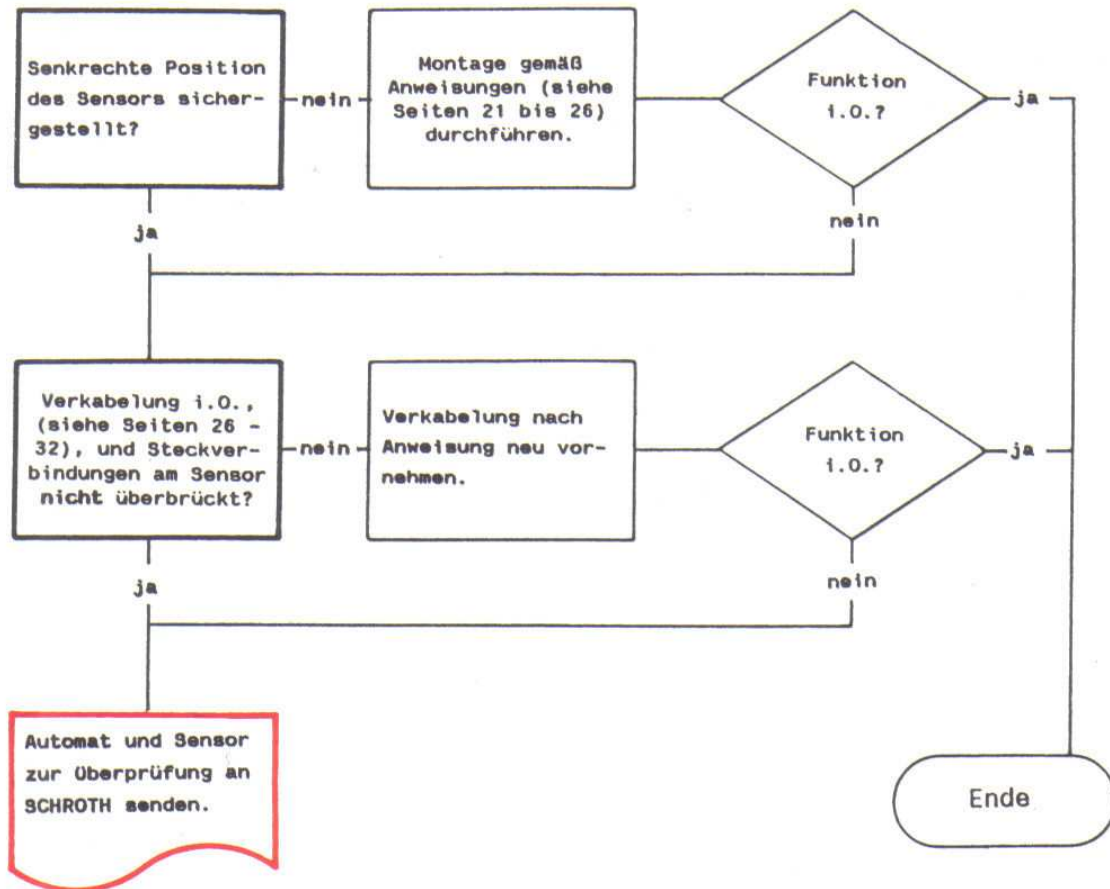 Senkrechte Position
des Sensors sicher-
gestellt?
nein
Montage gemäß
Anweisungen (siehe
Seiten 21 bis 26)
durchführen.
Funktion
i.O.?
ja
ja
nein
Verkabelung i.O.,
(siehe Seiten 26 -
32), und Steckver-
bindungen am Sensor
nicht überbrückt?
nein
Verkabelung nach
Anweisung neu vor-
nehmen.
Funktion
i.O.?
ja
ja
nein
Automat und Sensor
zur Überprüfung an
SCHROTH senden.
Ende